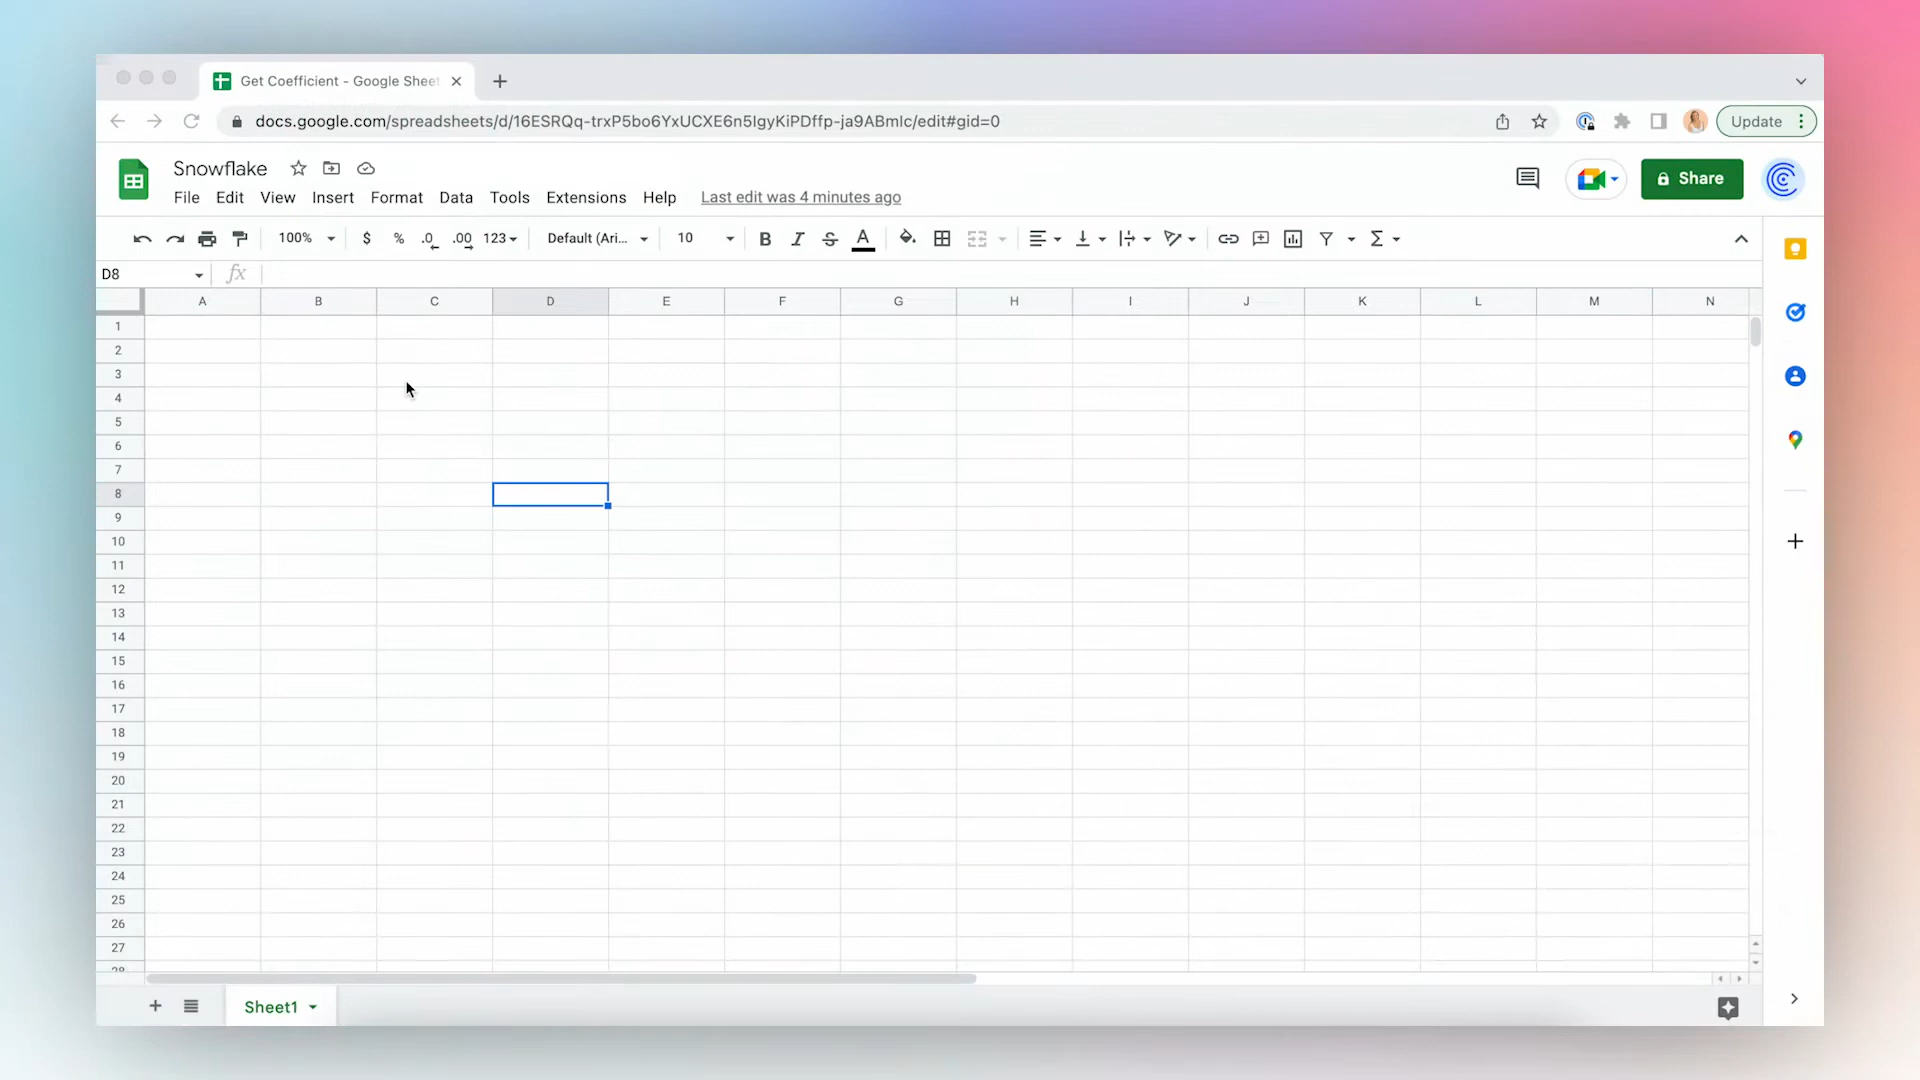 Get Coefficient - Google Sheet
docs.google.com/spreadsheets/d/16ESRQq-trxP5bo6YxUCXE6n5IgyKiPDffp-ja9ABmIc/edit#gid=0
Update
Snowflake
File Edit View Insert Format Data Tools Extensions Help Last edit was 4 minutes ago
Share
100% $ % .0 .00 123 Default (Ari... 10 B I S A
D8 fx
A B C D E F G H I J K L M N
1
2
3
4
5
6
7
8
9
10
11
12
13
14
15
16
17
18
19
20
21
22
23
24
25
26
27
28
Sheet1